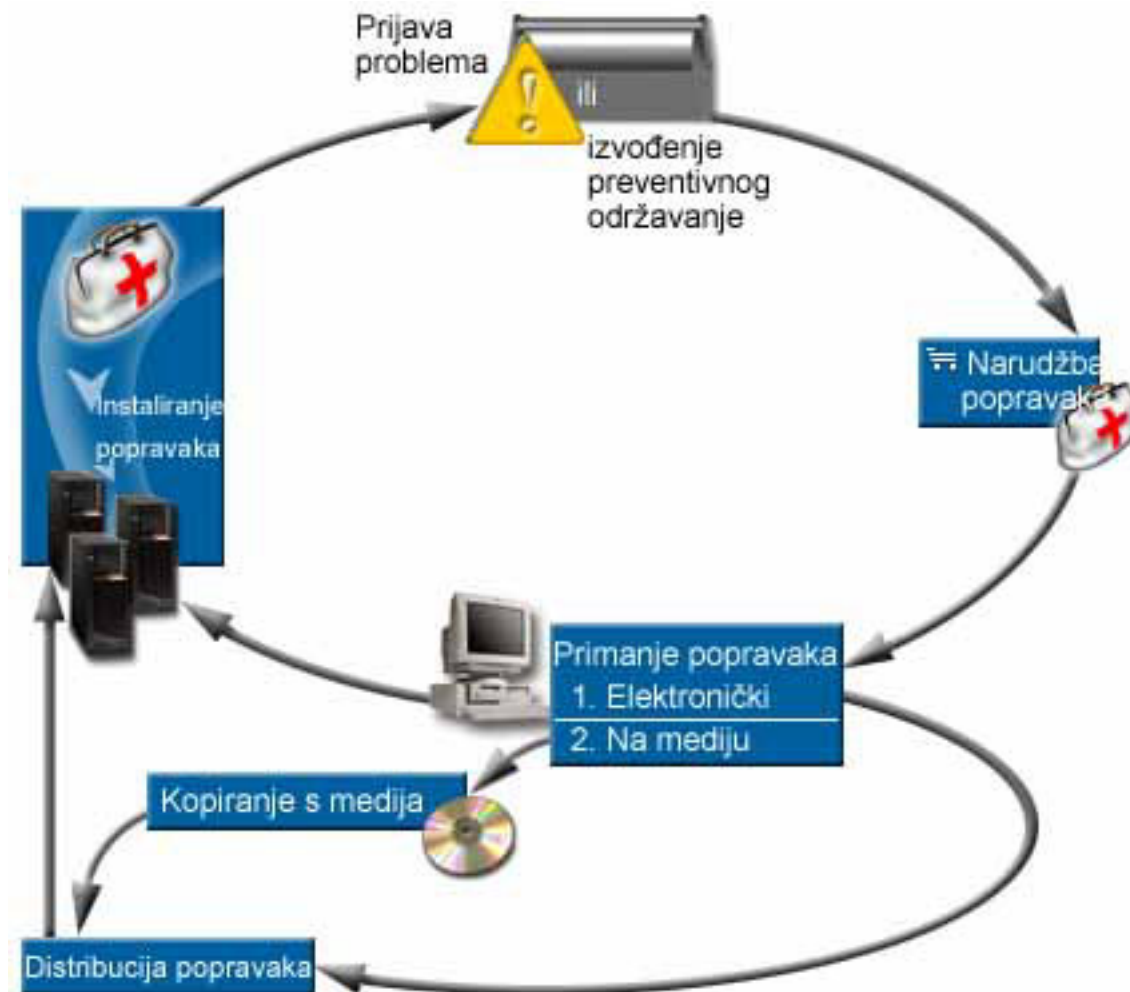 Prijava
problema
ili
izvođenje
preventivnog
održavanje
Narudžba
popravaka
Instaliranje
popravaka
Primanje popravaka
1. Elektronički
2. Na mediju
Kopiranje s medija
Distribucija popravaka